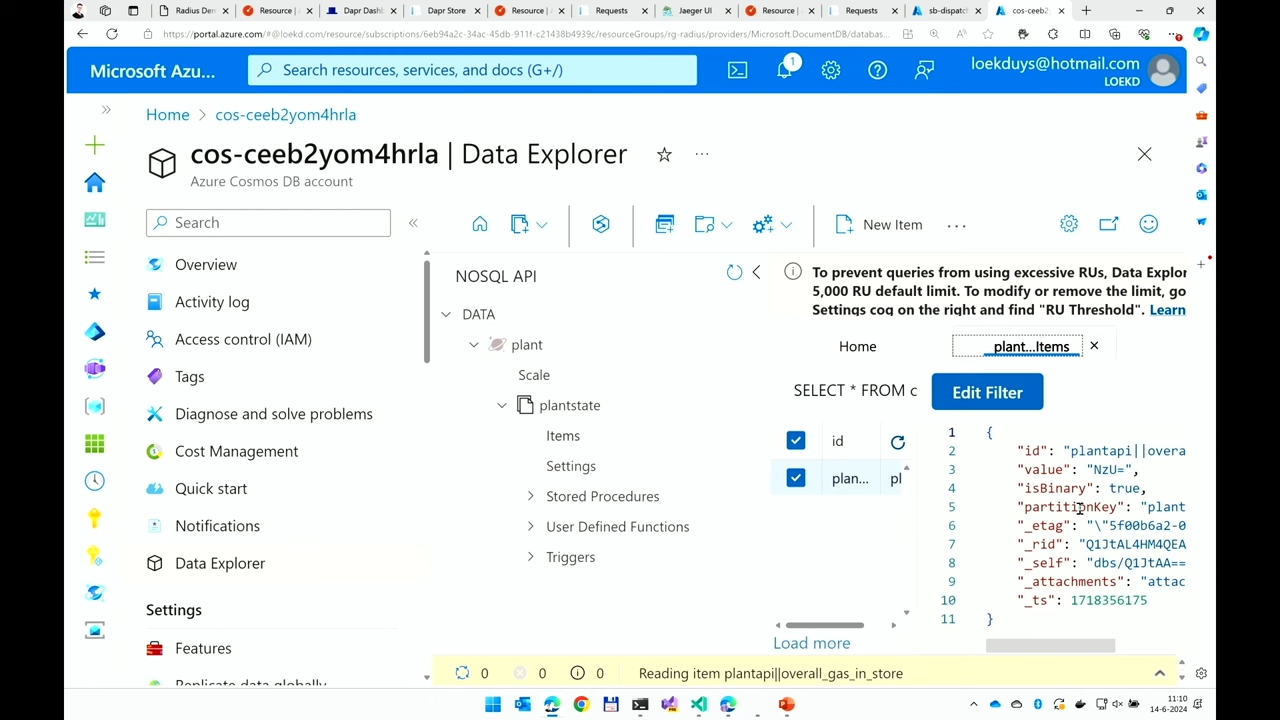 Radius Den
Resource |
Dapr Dash
Dapr Store
Resource |
Requests
Jaeger UI
Resource |
Requests
sb-dispatc
cos-ceeb2
https://portal.azure.com/#@loekd.com/resource/subscriptions/6eb94a2c-34ac-45db-911f-c21438b4939c/resourceGroups/rg-radius/providers/Microsoft.DocumentDB/databas...
Microsoft Azu...
Search resources, services, and docs (G+/)
1
loekduys@hotmail.com
LOEKD
Home > cos-ceeb2yom4hrla
cos-ceeb2yom4hrla | Data Explorer
Azure Cosmos DB account
Search
Overview
Activity log
Access control (IAM)
Tags
Diagnose and solve problems
Cost Management
Quick start
Notifications
Data Explorer
Settings
Features
Replicate data globally
New Item
NOSQL API
DATA
plant
Scale
plantstate
Items
Settings
Stored Procedures
User Defined Functions
Triggers
To prevent queries from using excessive RUs, Data Explor
5,000 RU default limit. To modify or remove the limit, go
Settings cog on the right and find "RU Threshold". Learn
Home
plant...Items
SELECT * FROM c
Edit Filter
id
plan...
pl
Load more
1 {
2 "id": "plantapi||overa
3 "value": "NzU=",
4 "isBinary": true,
5 "partitionKey": "plant
6 "_etag": "\"5f00b6a2-0
7 "_rid": "Q1JtAL4HM4QEA
8 "_self": "dbs/Q1JtAA==
9 "_attachments": "attac
10 "_ts": 1718356175
11 }
0 0 0 Reading item plantapi||overall_gas_in_store
11:10
14-6-2024